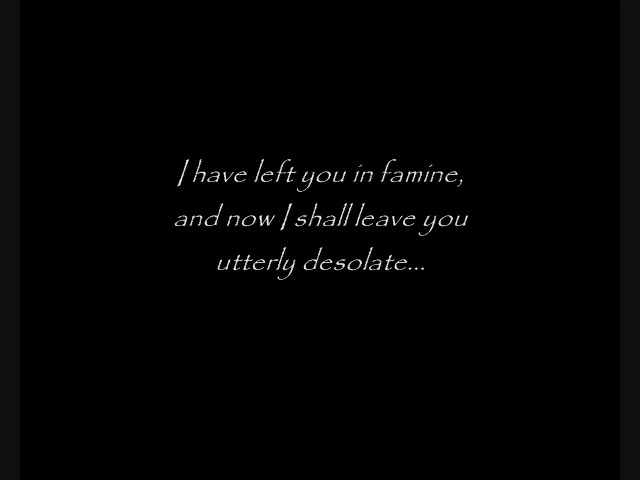 I have left you in famine,
and now I shall leave you
utterly desolate...